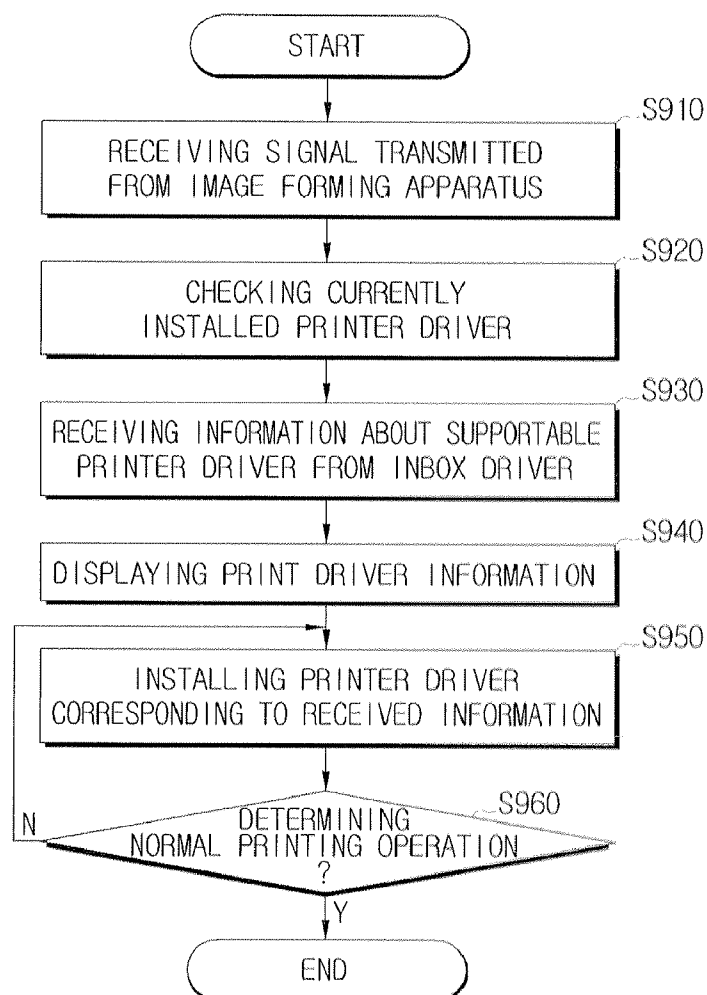 START
S910
RECEIVING SIGNAL TRANSMITTED
FROM IMAGE FORMING APPARATUS
S920
CHECKING CURRENTLY
INSTALLED PRINTER DRIVER
S930
RECEIVING INFORMATION ABOUT SUPPORTABLE
PRINTER DRIVER FROM INBOX DRIVER
S940
DISPLAYING PRINT DRIVER INFORMATION
S950
INSTALLING PRINTER DRIVER
CORRESPONDING TO RECEIVED INFORMATION
S960
DETERMINING
N
NORMAL PRINTING OPERATION
?
Y
END